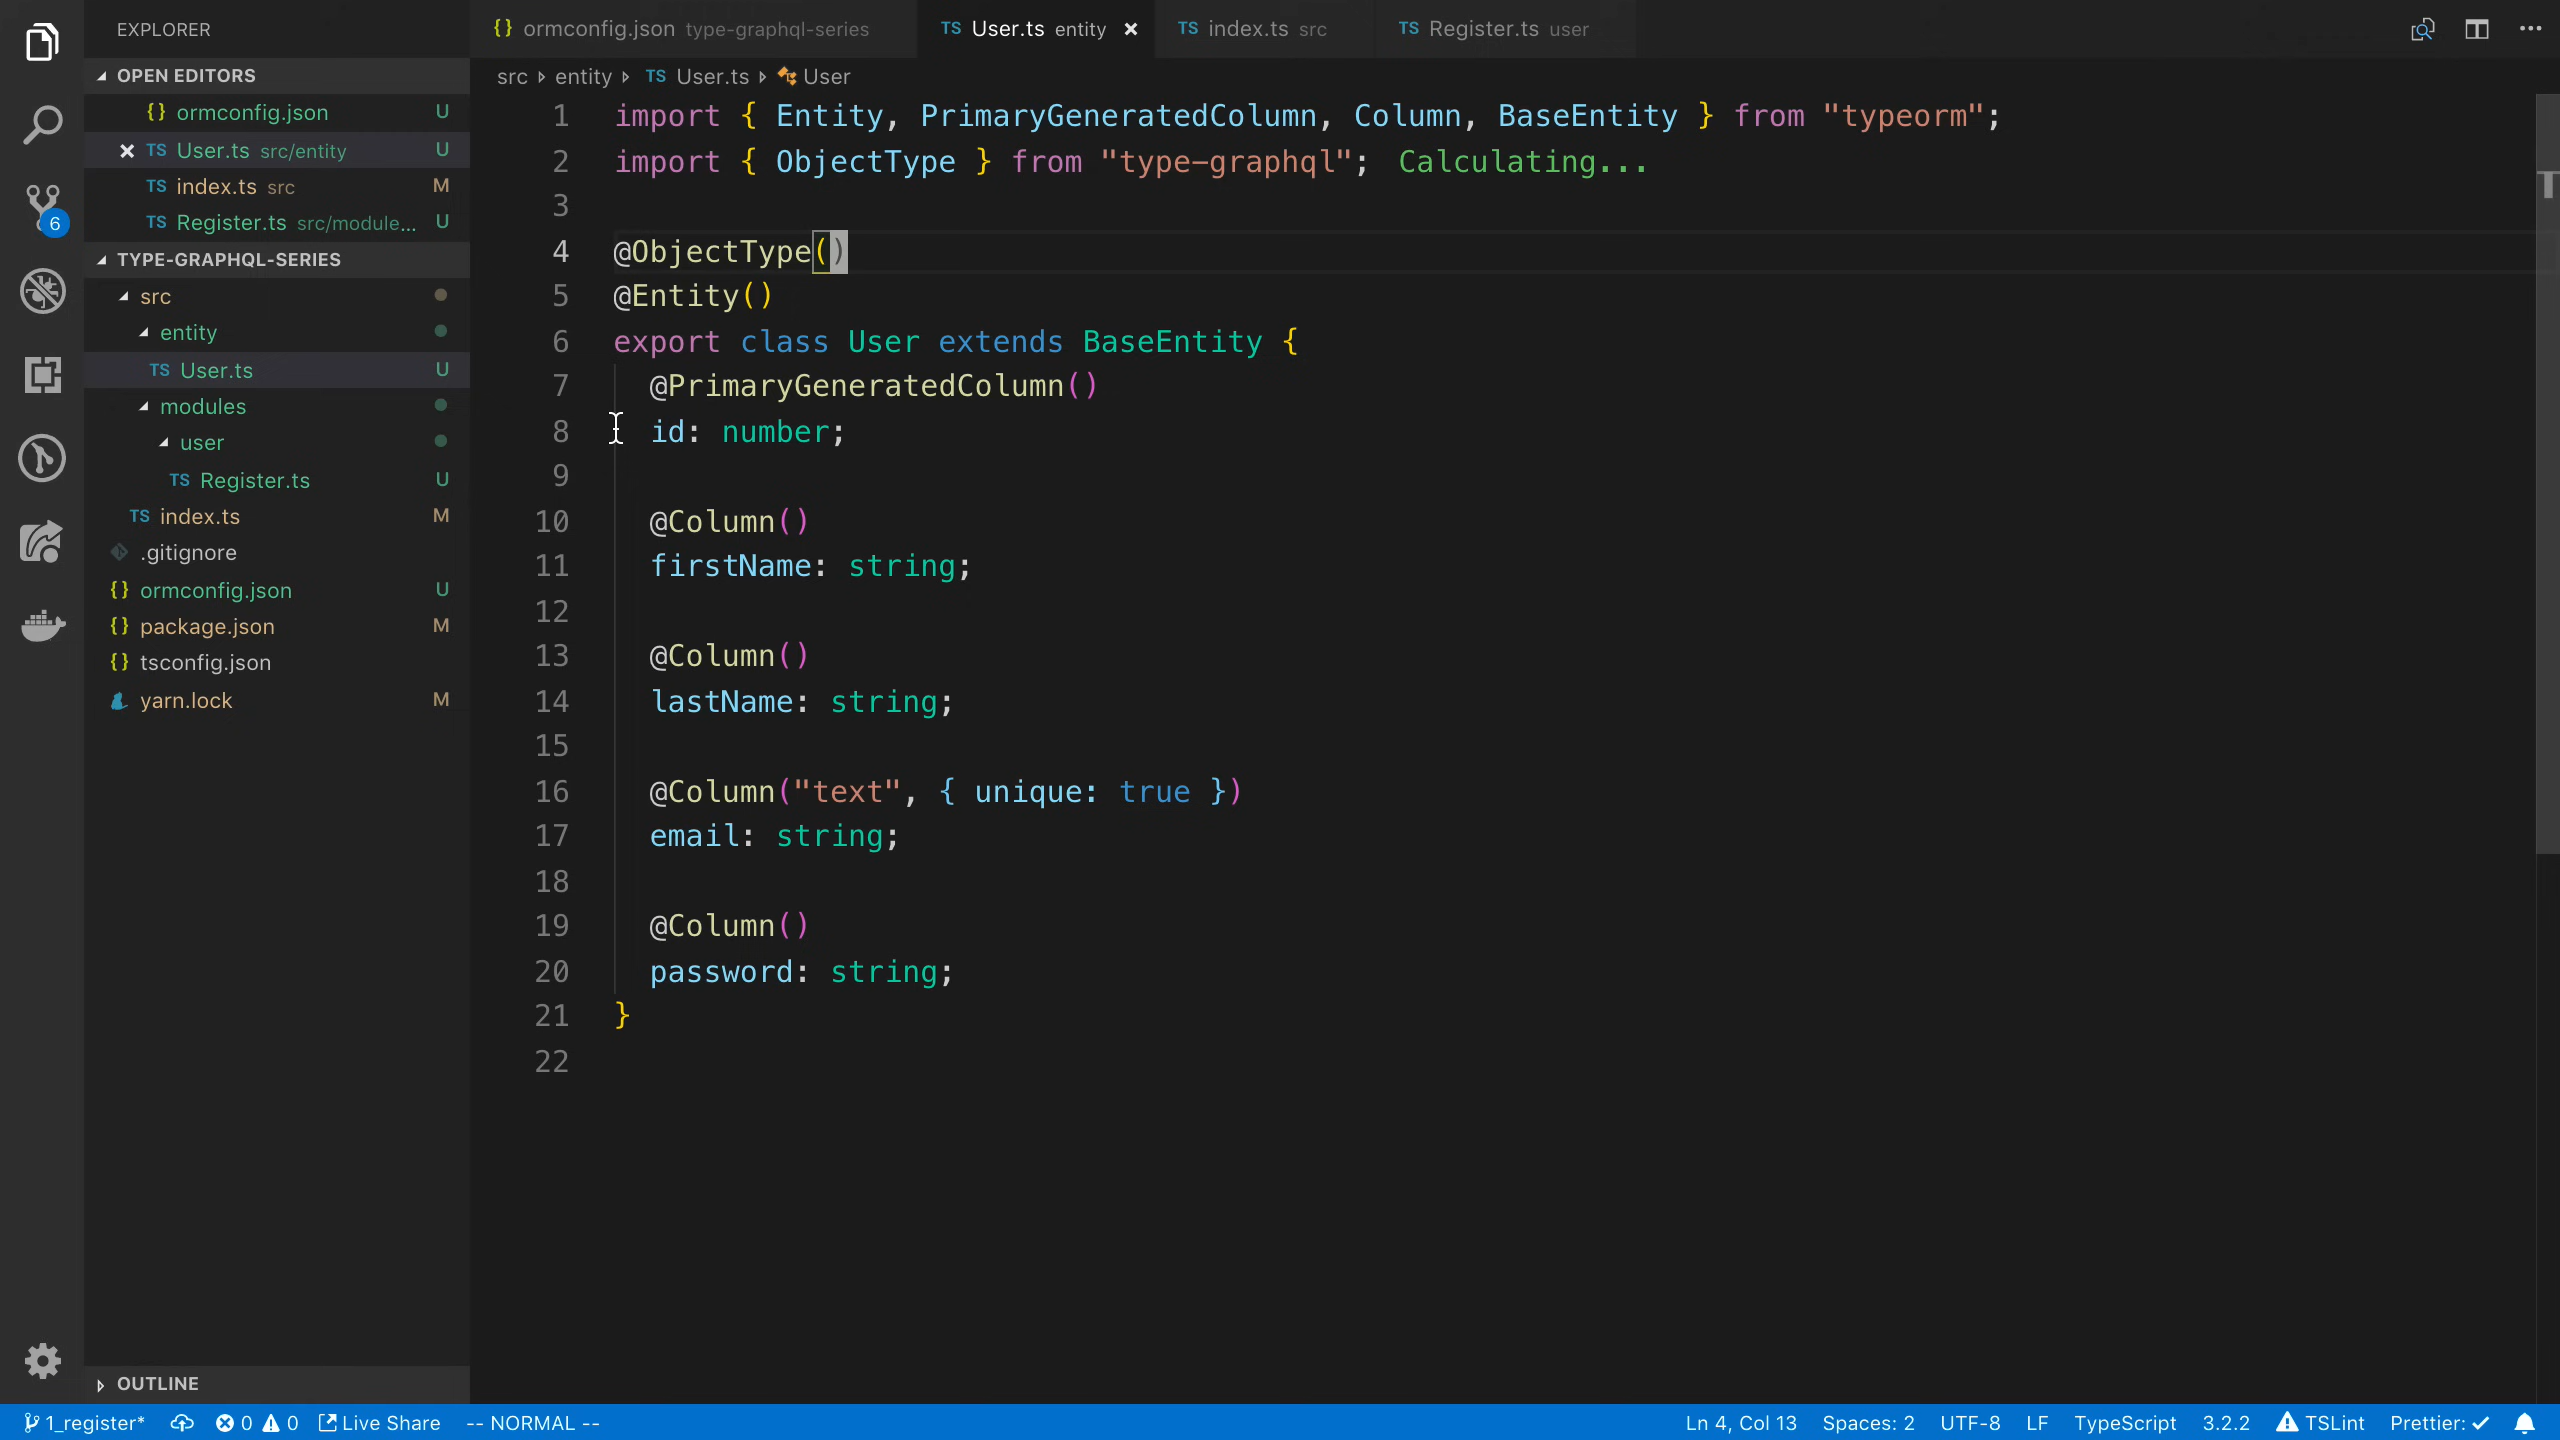 EXPLORER
OPEN EDITORS
{} ormconfig.json U
TS User.ts src/entity U
TS index.ts src M
TS Register.ts src/module... U
TYPE-GRAPHQL-SERIES
src
entity
TS User.ts U
modules
user
TS Register.ts U
TS index.ts M
.gitignore
{} ormconfig.json U
{} package.json M
{} tsconfig.json
yarn.lock M
OUTLINE
6
{} ormconfig.json type-graphql-series
TS User.ts entity
TS index.ts src
TS Register.ts user
src entity TS User.ts User
1 import { Entity, PrimaryGeneratedColumn, Column, BaseEntity } from "typeorm";
2 import { ObjectType } from "type-graphql"; Calculating...
3
4 @ObjectType()
5 @Entity()
6 export class User extends BaseEntity {
7 @PrimaryGeneratedColumn()
8 id: number;
9
10 @Column()
11 firstName: string;
12
13 @Column()
14 lastName: string;
15
16 @Column("text", { unique: true })
17 email: string;
18
19 @Column()
20 password: string;
21 }
22
1_register* 0 0 Live Share -- NORMAL -- Ln 4, Col 13 Spaces: 2 UTF-8 LF TypeScript 3.2.2 TSLint Prettier: ✓